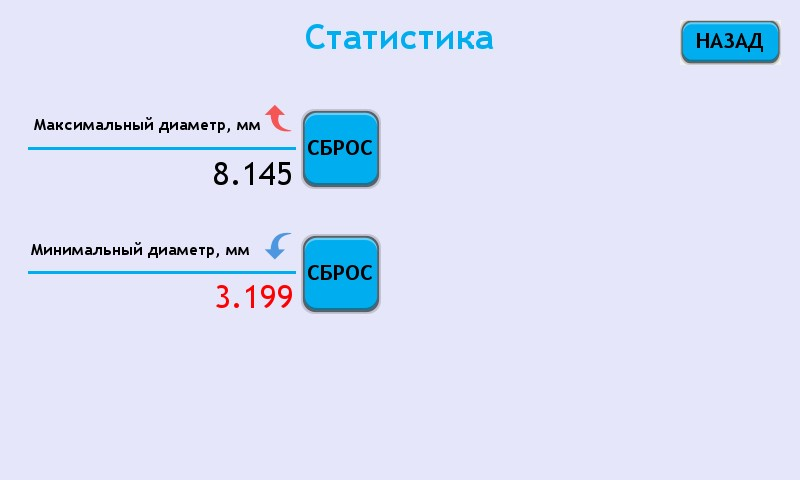 Статистика
НАЗАД
Максимальный диаметр, мм
СБРОС
8.145
Минимальный диаметр, мм
СБРОС
3.199